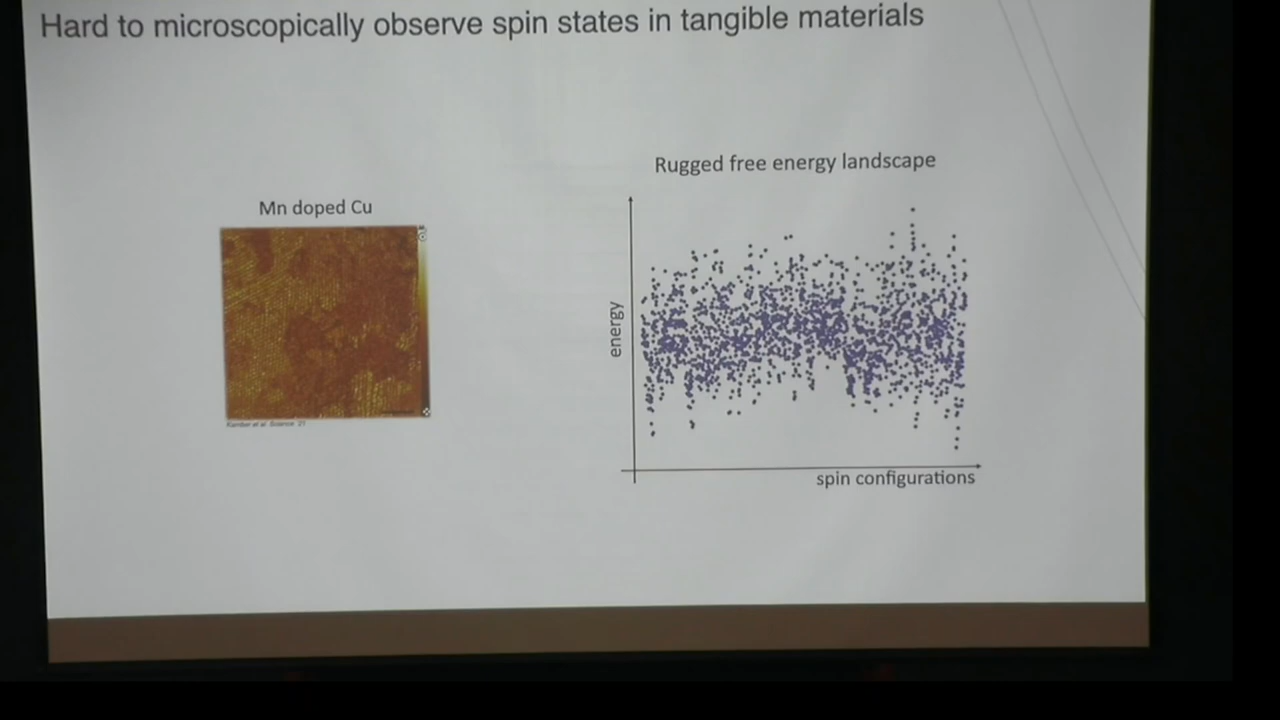 Hard to microscopically observe spin states in tangible materials
Rugged free energy landscape
Mn doped Cu
energy
spin configurations